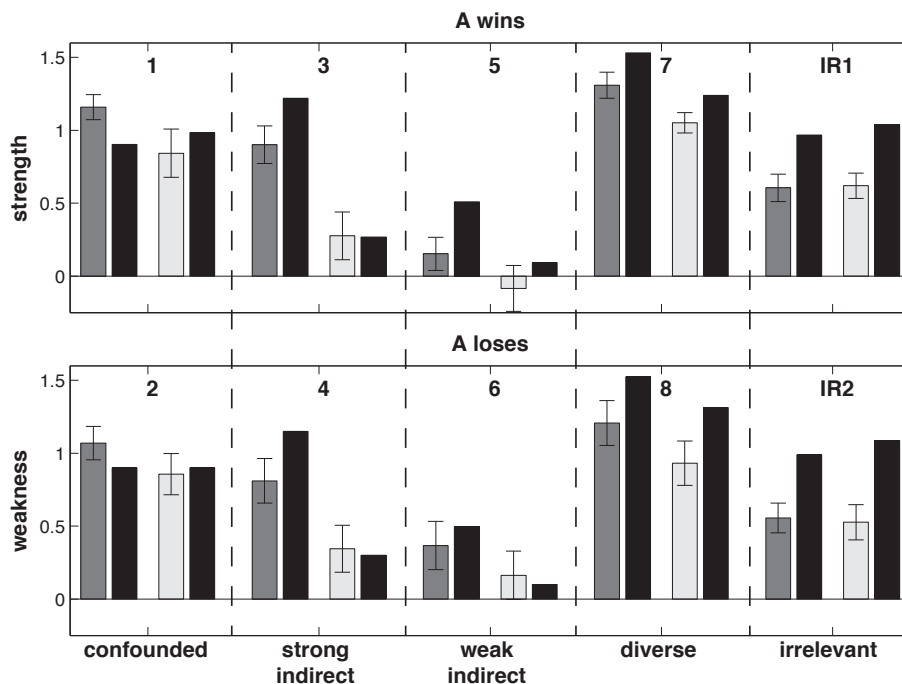 A wins
1 3 5 7 IR1
1.5
1
0.5
0
strength
A loses
2 4 6 8 IR2
1.5
1
0.5
0
weakness
confounded strong indirect weak indirect diverse irrelevant